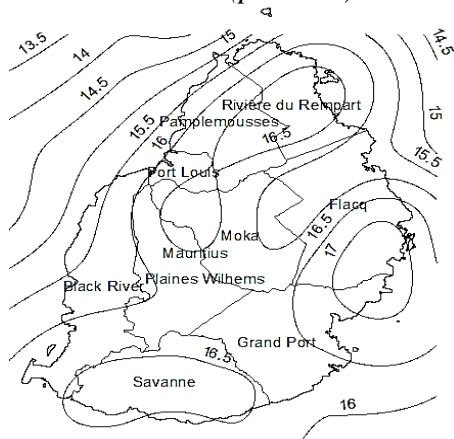 13.5
14
15
14.5
14.5
15
Rivière du Rempart
15.5
Pamplemousses
16.5
16
15.5
Port Louis
Flacq
16.5
Moka
17
Mauritius
Black River
Plaines Wilhems
Grand Port
16.5
Savanne
16